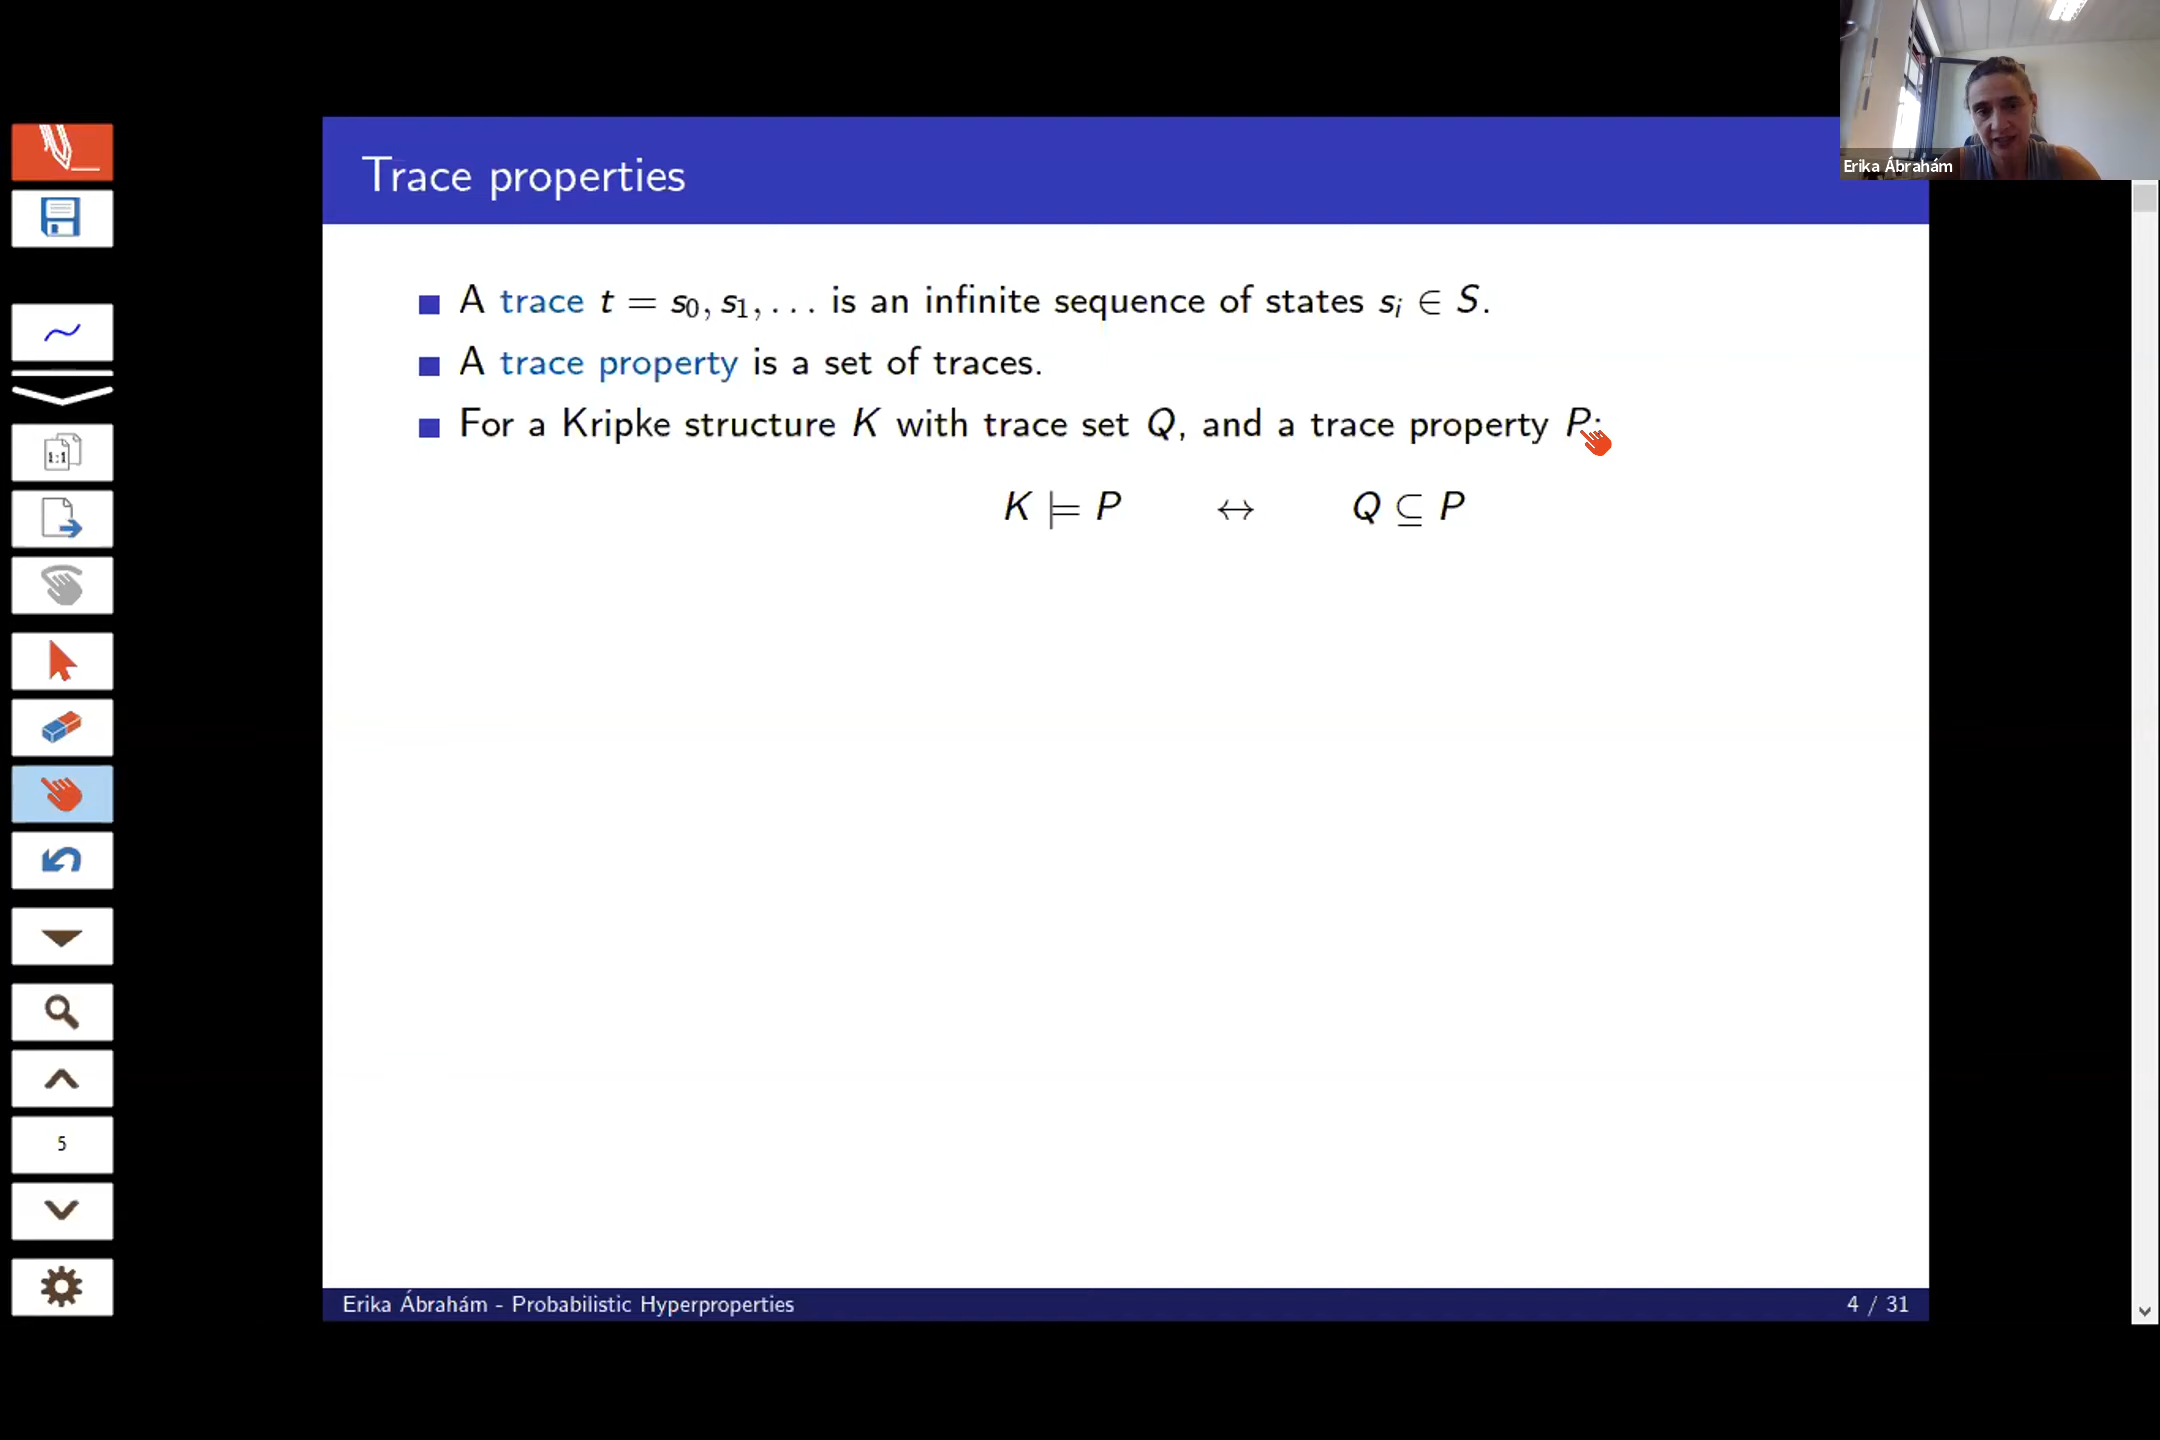 Erika Ábrahám
Trace properties
A trace t = s₀, s₁, . . . is an infinite sequence of states sᵢ ∈ S.
A trace property is a set of traces.
For a Kripke structure K with trace set Q, and a trace property P:
K ⊨ P ↔ Q ⊆ P
1:1
5
Erika Ábrahám - Probabilistic Hyperproperties
4 / 31